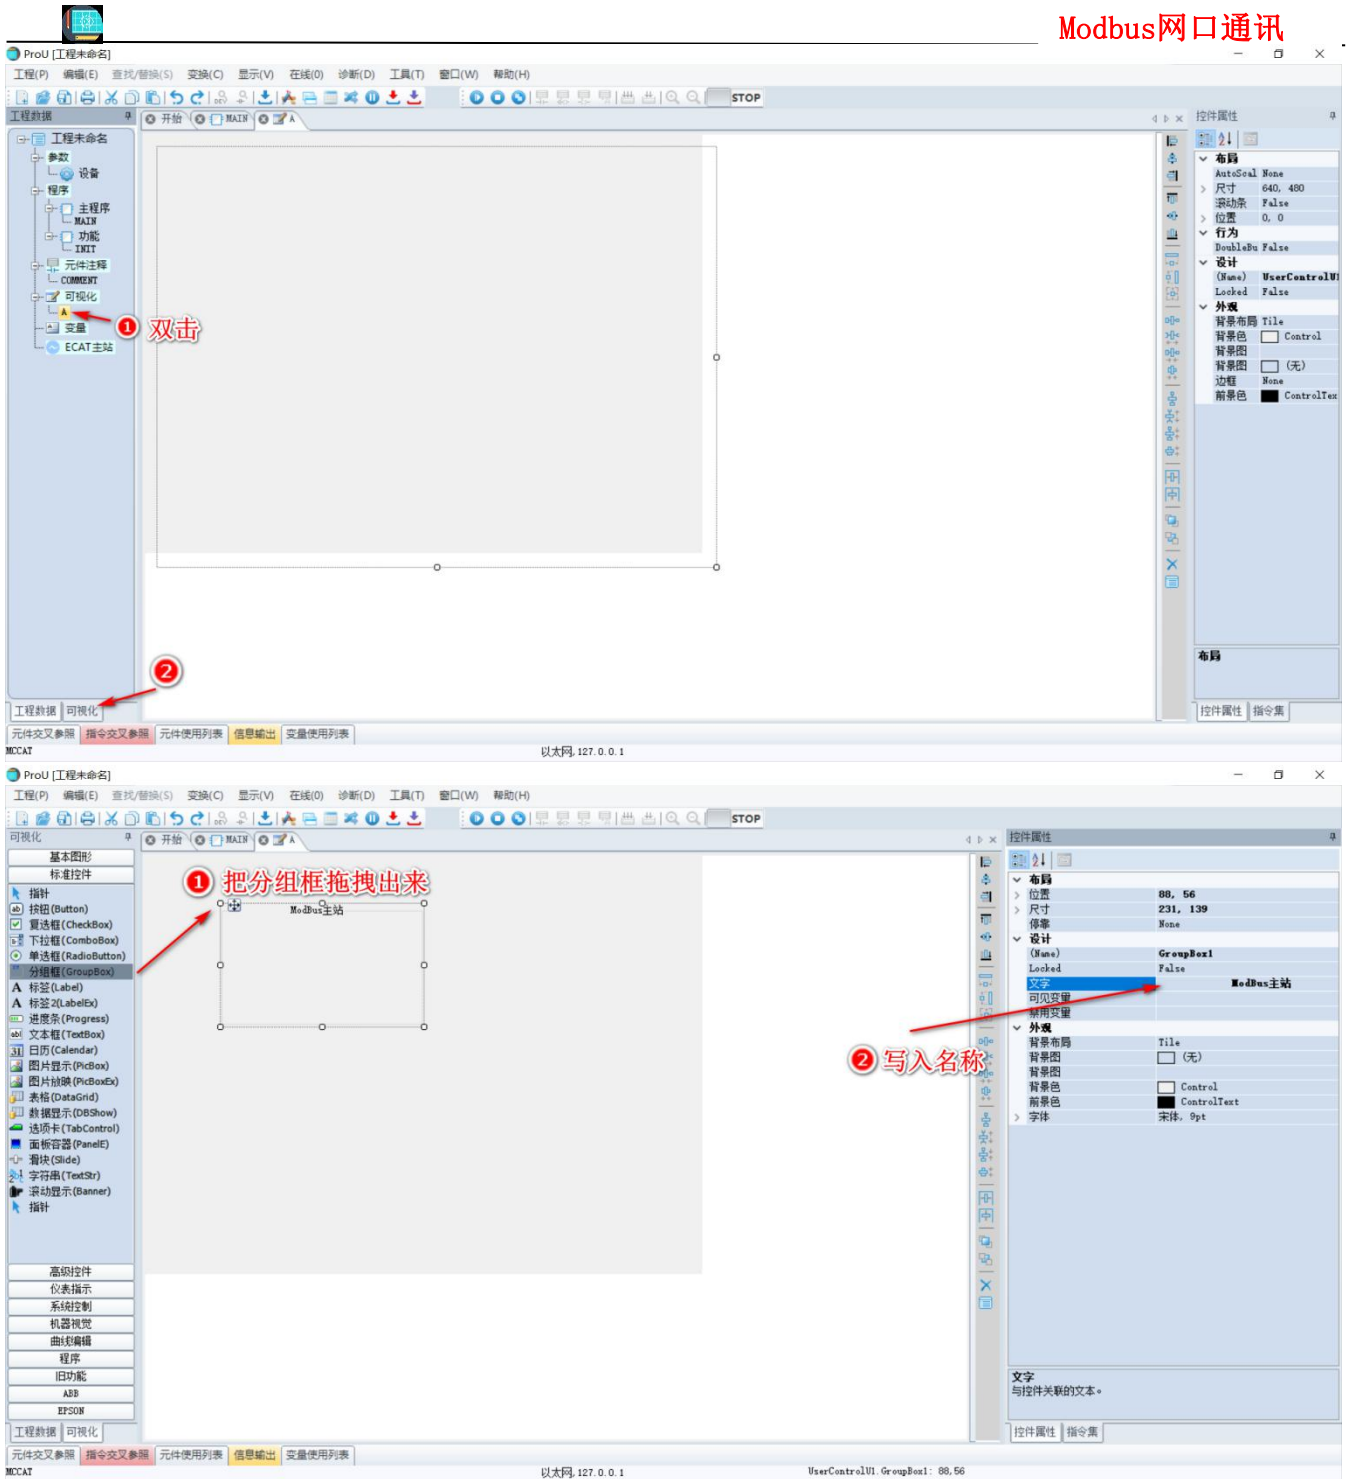 Modbus网口通讯
ProU [工程未命名]
工程(P) 编辑(E) 查找/替换(S) 变换(C) 显示(V) 在线(O) 诊断(D) 工具(T) 窗口(W) 帮助(H)
STOP
工程数据
开始 MAIN A
控件属性
工程未命名
参数
设备
程序
主程序
MAIN
功能
INIT
元件注释
COMMENT
可视化
A
变量
ECAT主站
1 双击
2
布局
AutoScal None
尺寸 640, 480
滚动条 False
位置 0, 0
行为
DoubleBu False
设计
(Name) UserControlU1
Locked False
外观
背景布局 Tile
背景色 Control
背景图
背景图 (无)
边框 None
前景色 ControlTex
布局
工程数据 可视化
控件属性 指令集
元件交叉参照 指令交叉参照 元件使用列表 信息输出 变量使用列表
MCCAT 以太网,127.0.0.1
ProU [工程未命名]
工程(P) 编辑(E) 查找/替换(S) 变换(C) 显示(V) 在线(O) 诊断(D) 工具(T) 窗口(W) 帮助(H)
STOP
可视化
开始 MAIN A
控件属性
基本图形
标准控件
指针
按钮(Button)
复选框(CheckBox)
下拉框(ComboBox)
单选框(RadioButton)
分组框(GroupBox)
标签(Label)
标签2(LabelEx)
进度条(Progress)
文本框(TextBox)
日历(Calendar)
图片显示(PicBox)
图片放映(PicBoxEx)
表格(DataGrid)
数据显示(DBShow)
选项卡(TabControl)
面板容器(PanelE)
滑块(Slide)
字符串(TextStr)
滚动显示(Banner)
指针
高级控件
仪表指示
系统控制
机器视觉
曲线编辑
程序
旧功能
ABB
EPSON
1 把分组框拖拽出来
ModBus主站
2 写入名称
布局
位置 88, 56
尺寸 231, 139
停靠 None
设计
(Name) GroupBox1
Locked False
文字 ModBus主站
可见变量
禁用变量
外观
背景布局 Tile
背景图 (无)
背景图
背景色 Control
前景色 ControlText
字体 宋体, 9pt
文字
与控件关联的文本。
工程数据 可视化
控件属性 指令集
元件交叉参照 指令交叉参照 元件使用列表 信息输出 变量使用列表
MCCAT 以太网,127.0.0.1 UserControlU1.GroupBox1: 88,56